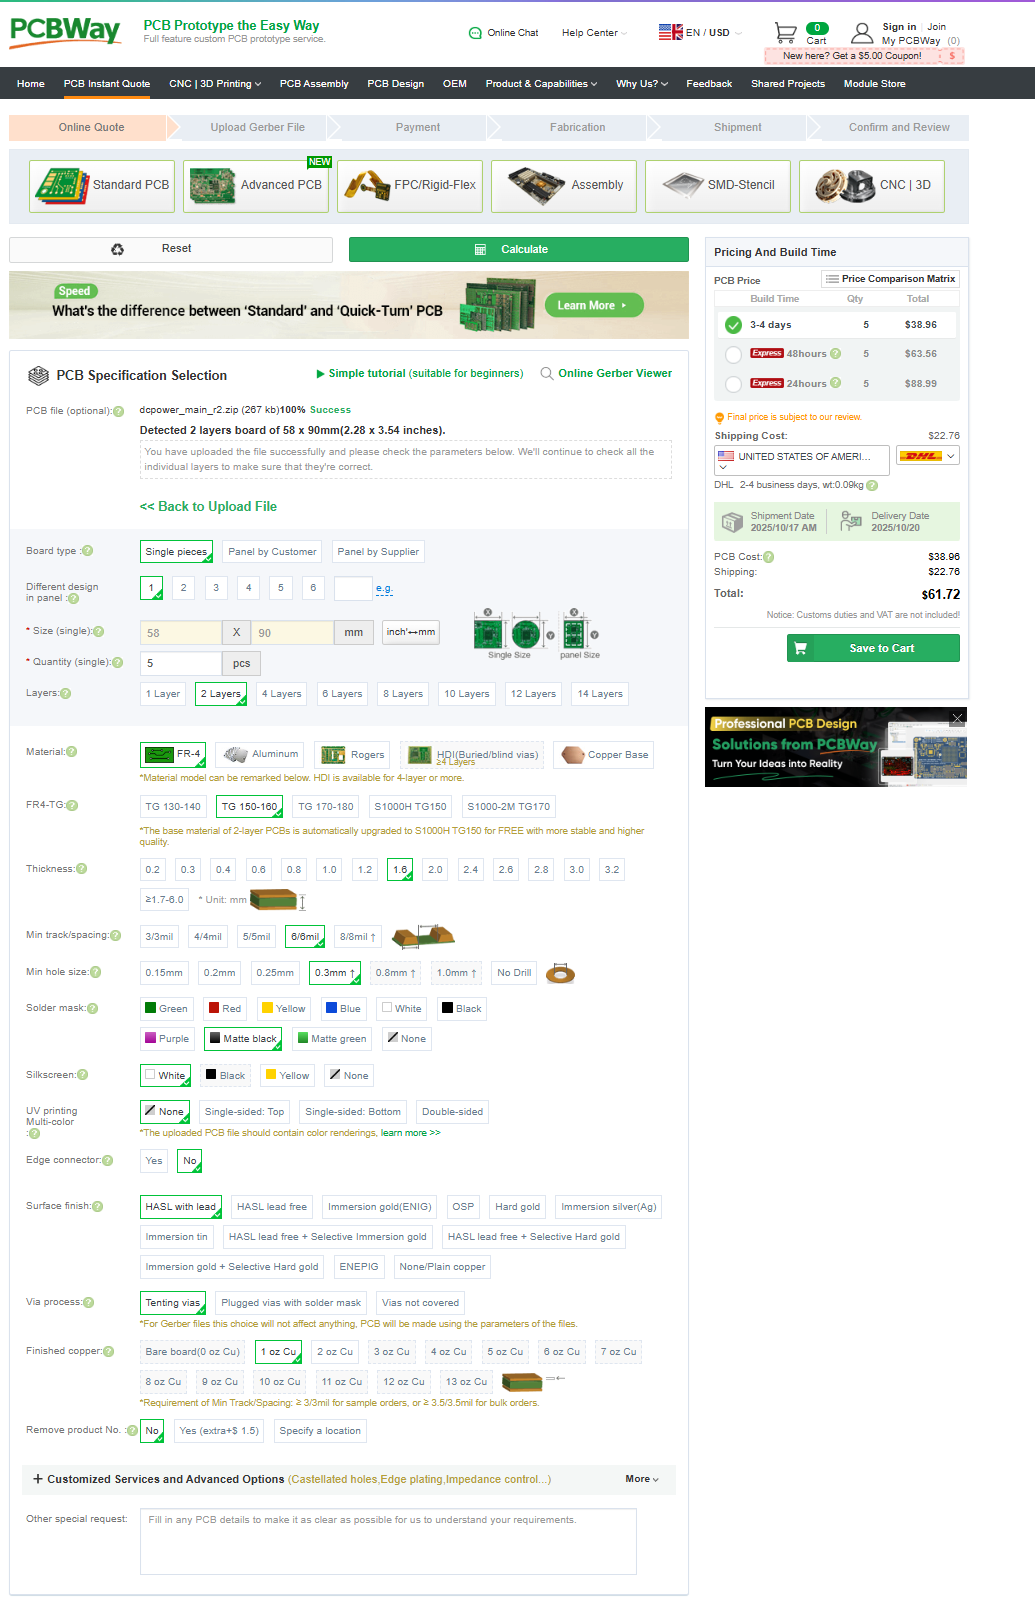 PCBWay
PCB Prototype the Easy Way
Full feature custom PCB prototype service.
Online Chat
Help Center
EN / USD
0
Cart
Sign in | Join
My PCBWay (0)
New here? Get a $5.00 Coupon!
$
Home
PCB Instant Quote
CNC | 3D Printing
PCB Assembly
PCB Design
OEM
Product & Capabilities
Why Us?
Feedback
Shared Projects
Module Store
Online Quote
Upload Gerber File
Payment
Fabrication
Shipment
Confirm and Review
Standard PCB
NEW
Advanced PCB
FPC/Rigid-Flex
Assembly
SMD-Stencil
CNC | 3D
Reset
Calculate
Speed
What's the difference between 'Standard' and 'Quick-Turn' PCB
Learn More
PCB Specification Selection
Simple tutorial (suitable for beginners)
Online Gerber Viewer
PCB file (optional):
dcpower_main_r2.zip (267 kb)100% Success
Detected 2 layers board of 58 x 90mm(2.28 x 3.54 inches).
You have uploaded the file successfully and please check the parameters below. We'll continue to check all the
individual layers to make sure that they're correct.
<< Back to Upload File
Board type :
Single pieces
Panel by Customer
Panel by Supplier
Different design
in panel :
1
2
3
4
5
6
e.g.
* Size (single):
58
X
90
mm
inch'↔mm
X
Y
Single Size
X
Y
panel Size
* Quantity (single):
5
pcs
Layers:
1 Layer
2 Layers
4 Layers
6 Layers
8 Layers
10 Layers
12 Layers
14 Layers
Material:
FR-4
Aluminum
Rogers
HDI(Buried/blind vias)
≥4 Layers
Copper Base
*Material model can be remarked below. HDI is available for 4-layer or more.
FR4-TG:
TG 130-140
TG 150-160
TG 170-180
S1000H TG150
S1000-2M TG170
*The base material of 2-layer PCBs is automatically upgraded to S1000H TG150 for FREE with more stable and higher
quality.
Thickness:
0.2
0.3
0.4
0.6
0.8
1.0
1.2
1.6
2.0
2.4
2.6
2.8
3.0
3.2
≥1.7-6.0
* Unit: mm
Min track/spacing:
3/3mil
4/4mil
5/5mil
6/6mil
8/8mil ↑
Min hole size:
0.15mm
0.2mm
0.25mm
0.3mm ↑
0.8mm ↑
1.0mm ↑
No Drill
Solder mask:
Green
Red
Yellow
Blue
White
Black
Purple
Matte black
Matte green
None
Silkscreen:
White
Black
Yellow
None
UV printing
Multi-color
:
None
Single-sided: Top
Single-sided: Bottom
Double-sided
*The uploaded PCB file should contain color renderings, learn more >>
Edge connector:
Yes
No
Surface finish:
HASL with lead
HASL lead free
Immersion gold(ENIG)
OSP
Hard gold
Immersion silver(Ag)
Immersion tin
HASL lead free + Selective Immersion gold
HASL lead free + Selective Hard gold
Immersion gold + Selective Hard gold
ENEPIG
None/Plain copper
Via process:
Tenting vias
Plugged vias with solder mask
Vias not covered
*For Gerber files this choice will not affect anything, PCB will be made using the parameters of the files.
Finished copper:
Bare board(0 oz Cu)
1 oz Cu
2 oz Cu
3 oz Cu
4 oz Cu
5 oz Cu
6 oz Cu
7 oz Cu
8 oz Cu
9 oz Cu
10 oz Cu
11 oz Cu
12 oz Cu
13 oz Cu
*Requirement of Min Track/Spacing: ≥ 3/3mil for sample orders, or ≥ 3.5/3.5mil for bulk orders.
Remove product No. :
No
Yes (extra+$ 1.5)
Specify a location
+ Customized Services and Advanced Options (Castellated holes,Edge plating,Impedance control...)
More
Other special request:
Fill in any PCB details to make it as clear as possible for us to understand your requirements.
Pricing And Build Time
PCB Price
Price Comparison Matrix
Build Time
Qty
Total
3-4 days
5
$38.96
Express 48hours
5
$63.56
Express 24hours
5
$88.99
Final price is subject to our review.
Shipping Cost:
$22.76
UNITED STATES OF AMERI...
DHL
DHL 2-4 business days, wt:0.09kg
Shipment Date
2025/10/17 AM
Delivery Date
2025/10/20
PCB Cost:
$38.96
Shipping:
$22.76
Total:
$61.72
Notice: Customs duties and VAT are not included!
Save to Cart
Professional PCB Design
Solutions from PCBWay
Turn Your Ideas into Reality